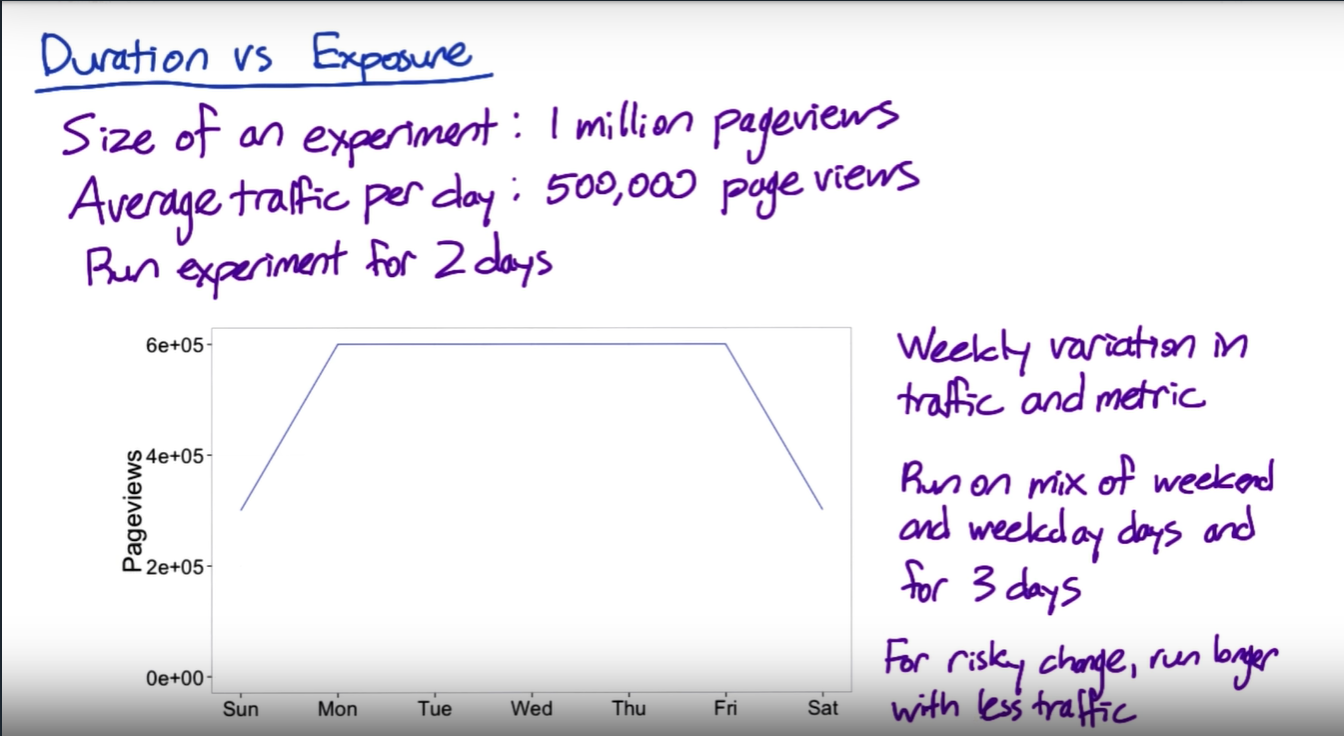 Duration vs Exposure
Size of an experiment: 1 million pageviews
Average traffic per day: 500,000 page views
Run experiment for 2 days
6e+05
4e+05
2e+05
0e+00
Pageviews
Sun Mon Tue Wed Thu Fri Sat
Weekly variation in
traffic and metric
Run on mix of weekend
and weekday days and
for 3 days
For risky change, run longer
with less traffic